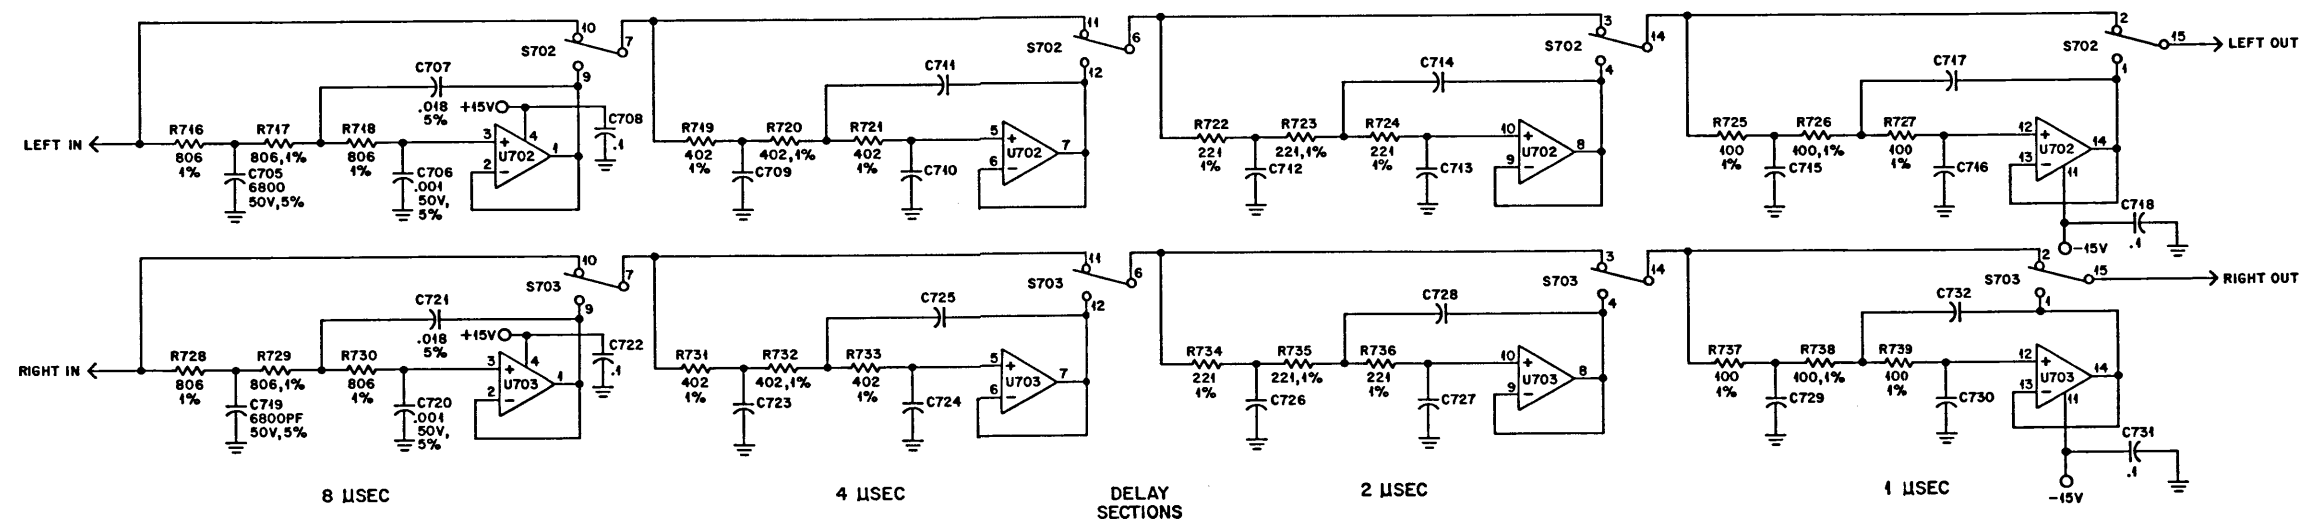 10
7
S702
9
C707
.018
5%
+15V
4
C708
.1
LEFT IN
R716
806
1%
R717
806,1%
R718
806
1%
C705
6800
50V,5%
C706
.001
50V,
5%
3
+
2
−
U702
1
11
6
S702
12
C711
R719
402
1%
R720
402,1%
R721
402
1%
C709
C710
5
+
6
−
U702
7
3
14
S702
4
C714
R722
221
1%
R723
221,1%
R724
221
1%
C712
C713
10
+
9
−
U702
8
2
15
S702
1
LEFT OUT
C717
R725
100
1%
R726
100,1%
R727
100
1%
C715
C716
12
+
13
−
U702
14
11
C718
.1
-15V
10
7
S703
9
C721
.018
5%
+15V
4
C722
.1
RIGHT IN
R728
806
1%
R729
806,1%
R730
806
1%
C719
6800PF
50V,5%
C720
.001
50V,
5%
3
+
2
−
U703
1
11
6
S703
12
C725
R731
402
1%
R732
402,1%
R733
402
1%
C723
C724
5
+
6
−
U703
7
3
14
S703
4
C728
R734
221
1%
R735
221,1%
R736
221
1%
C726
C727
10
+
9
−
U703
8
2
15
S703
1
RIGHT OUT
C732
R737
100
1%
R738
100,1%
R739
100
1%
C729
C730
12
+
13
−
U703
14
11
C731
.1
-15V
8 µSEC
4 µSEC
DELAY
SECTIONS
2 µSEC
1 µSEC